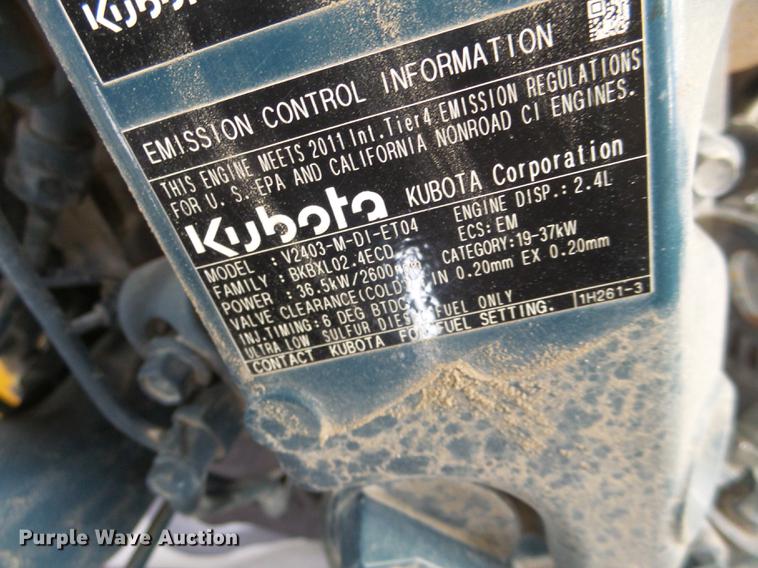 Kubota
EMISSION CONTROL INFORMATION
THIS ENGINE MEETS 2011 Int.Tier4 EMISSION REGULATIONS
FOR U.S.EPA AND CALIFORNIA NONROAD CI ENGINES.
Kubota KUBOTA Corporation
MODEL : V2403-M-DI-ET04 ENGINE DISP.: 2.4L
FAMILY : BKBXL02.4ECD ECS: EM
POWER : 36.5kW/2600 CATEGORY: 19-37kW
VALVE CLEARANCE(COLD) IN 0.20mm EX 0.20mm
INJ.TIMING: 6 DEG BTDC
ULTRA LOW SULFUR DIESEL FUEL ONLY
CONTACT KUBOTA FOR FUEL SETTING. 1H261-3
Purple Wave Auction